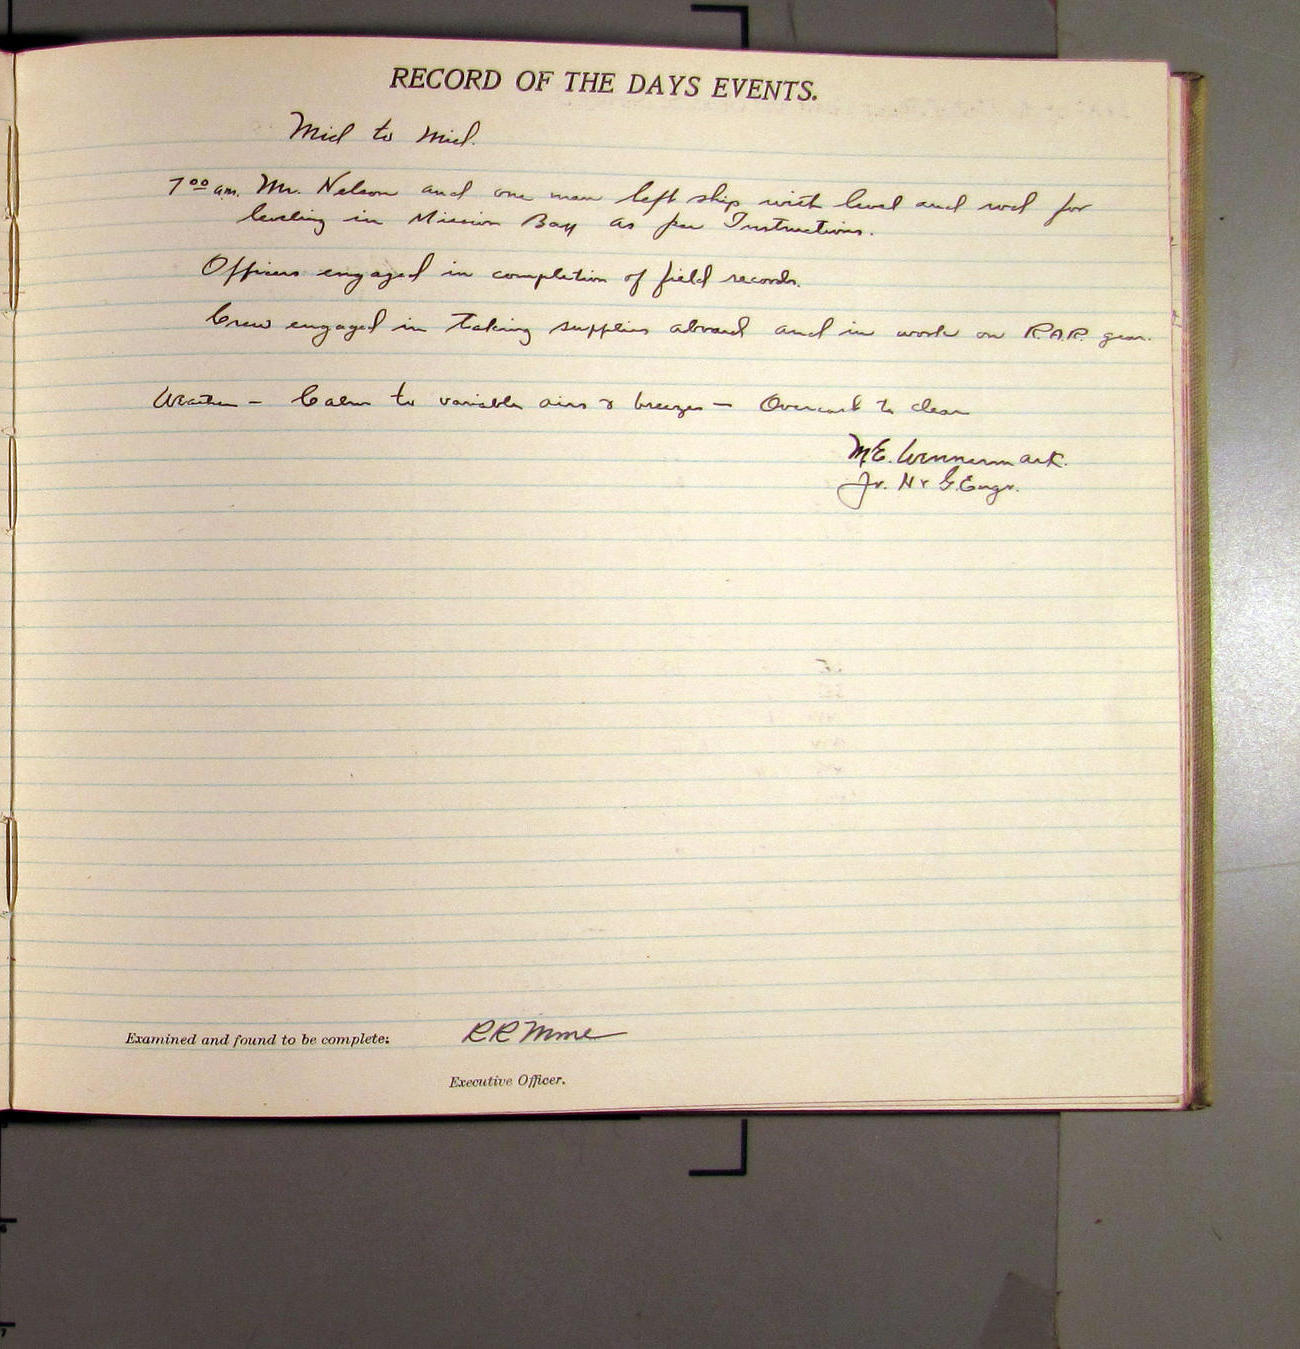 RECORD OF THE DAYS EVENTS.
Mid to Mid.
7⁰⁰ a.m. Mr. Nelson and one man left ship with level and rod for
leveling in Mission Bay as per Instructions.
Officers engaged in completion of field records.
Crew engaged in taking supplies aboard and in work on R.A.R. gear.
Weather – Calm to variable airs & breezes – Overcast to clear
M.E. Wennermark.
Jr. H & G. Engr.
Examined and found to be complete:
R R
Executive Officer.